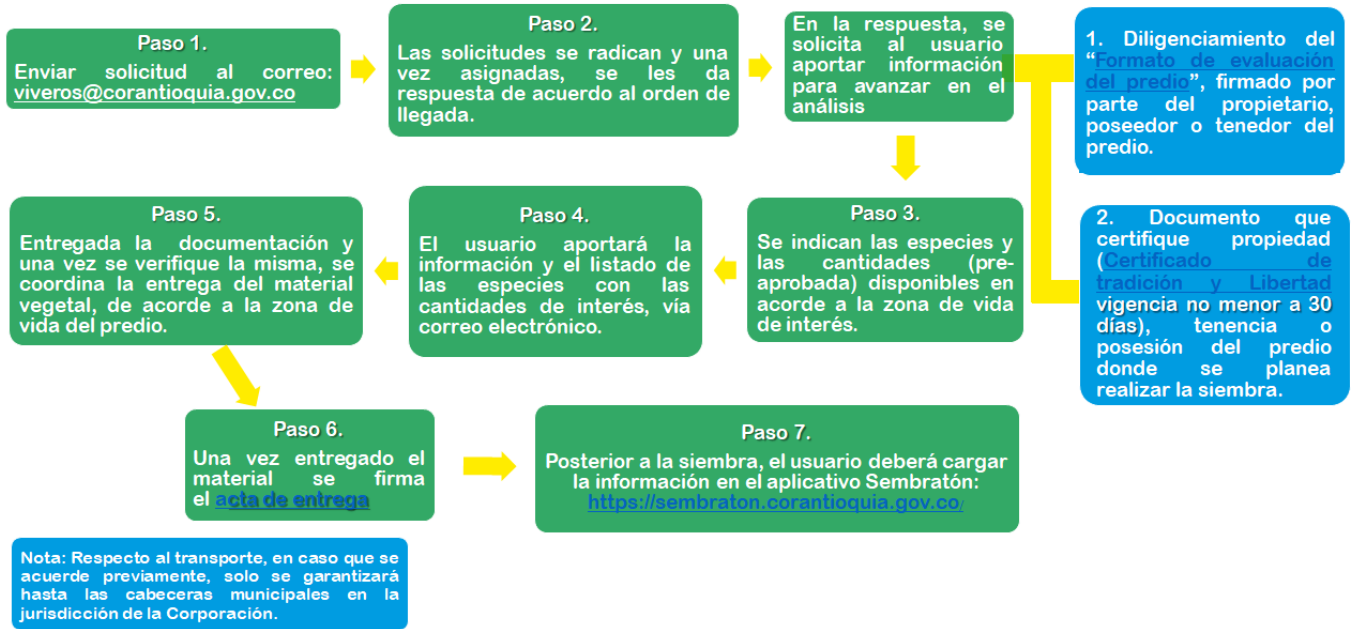 Paso 1.
Enviar solicitud al correo:
viveros@corantioquia.gov.co
Paso 2.
Las solicitudes se radican y una
vez asignadas, se les da
respuesta de acuerdo al orden de
llegada.
En la respuesta, se
solicita al usuario
aportar información
para avanzar en el
análisis
1. Diligenciamiento del
“Formato de evaluación
del predio”, firmado por
parte del propietario,
poseedor o tenedor del
predio.
2. Documento que
certifique propiedad
(Certificado de
tradición y Libertad
vigencia no menor a 30
días), tenencia o
posesión del predio
donde se planea
realizar la siembra.
Paso 3.
Se indican las especies y
las cantidades (pre-
aprobada) disponibles en
acorde a la zona de vida
de interés.
Paso 4.
El usuario aportará la
información y el listado de
las especies con las
cantidades de interés, vía
correo electrónico.
Paso 5.
Entregada la documentación y
una vez se verifique la misma, se
coordina la entrega del material
vegetal, de acorde a la zona de
vida del predio.
Paso 6.
Una vez entregado el
material se firma
el acta de entrega
Paso 7.
Posterior a la siembra, el usuario deberá cargar
la información en el aplicativo Sembratón:
https://sembraton.corantioquia.gov.co/
Nota: Respecto al transporte, en caso que se
acuerde previamente, solo se garantizará
hasta las cabeceras municipales en la
jurisdicción de la Corporación.